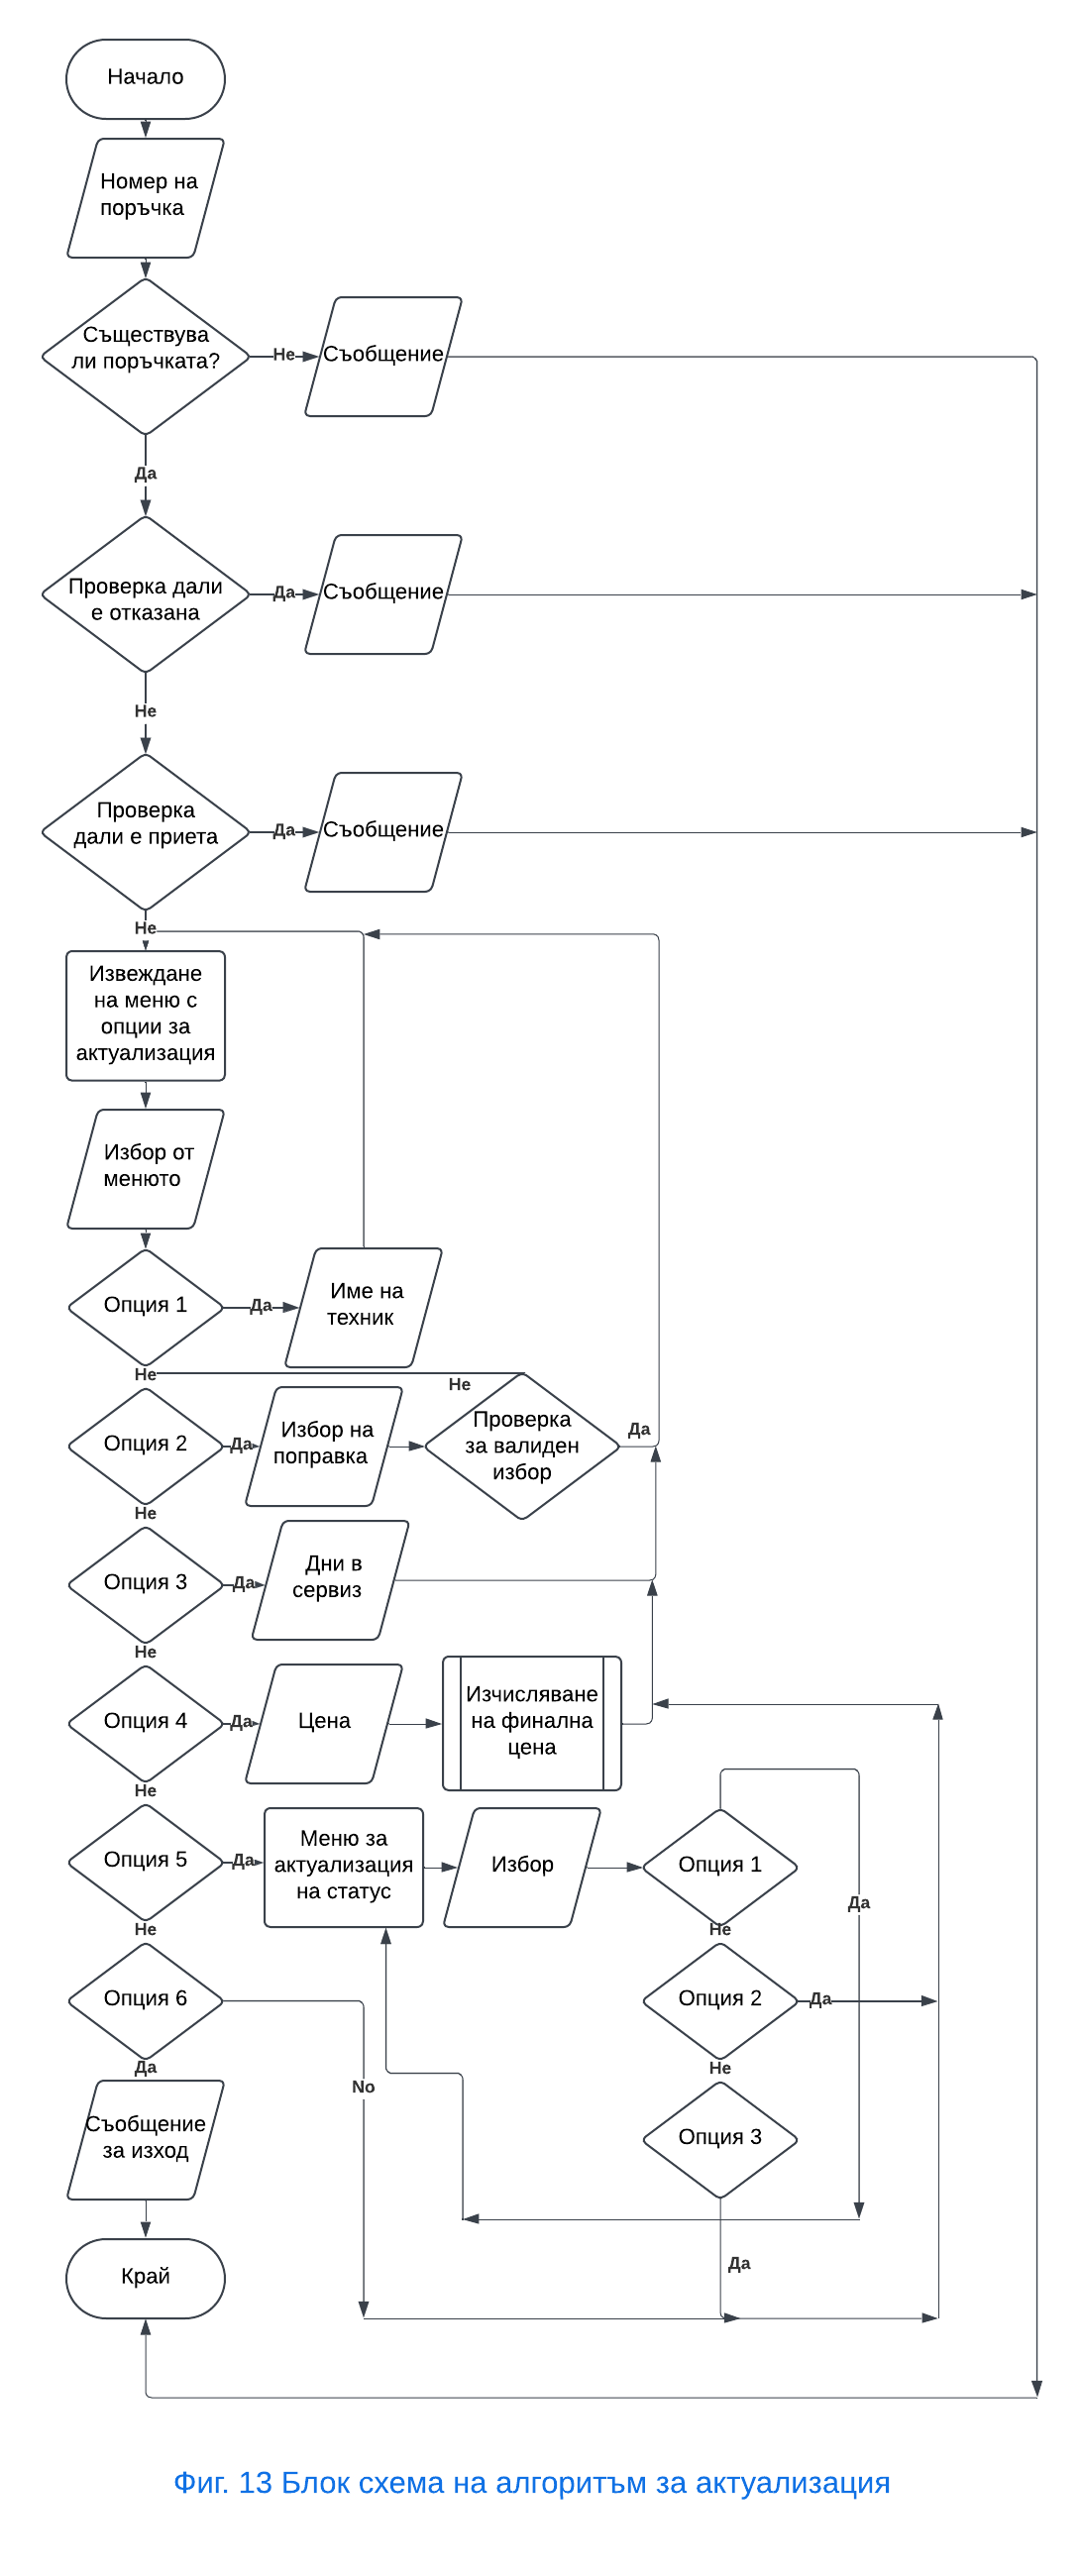 Начало
Номер на
поръчка
Съществува
ли поръчката?
Не
Съобщение
Да
Проверка дали
е отказана
Да
Съобщение
Не
Проверка
дали е приета
Да
Съобщение
Не
Извеждане
на меню с
опции за
актуализация
Избор от
менюто
Опция 1
Да
Име на
техник
Не
Не
Опция 2
Да
Избор на
поправка
Проверка
за валиден
избор
Да
Не
Опция 3
Да
Дни в
сервиз
Не
Опция 4
Да
Цена
Изчисляване
на финална
цена
Не
Опция 5
Да
Меню за
актуализация
на статус
Избор
Опция 1
Да
Не
Не
Опция 6
Опция 2
Да
Да
No
Не
Съобщение
за изход
Опция 3
Да
Край
Фиг. 13 Блок схема на алгоритъм за актуализация